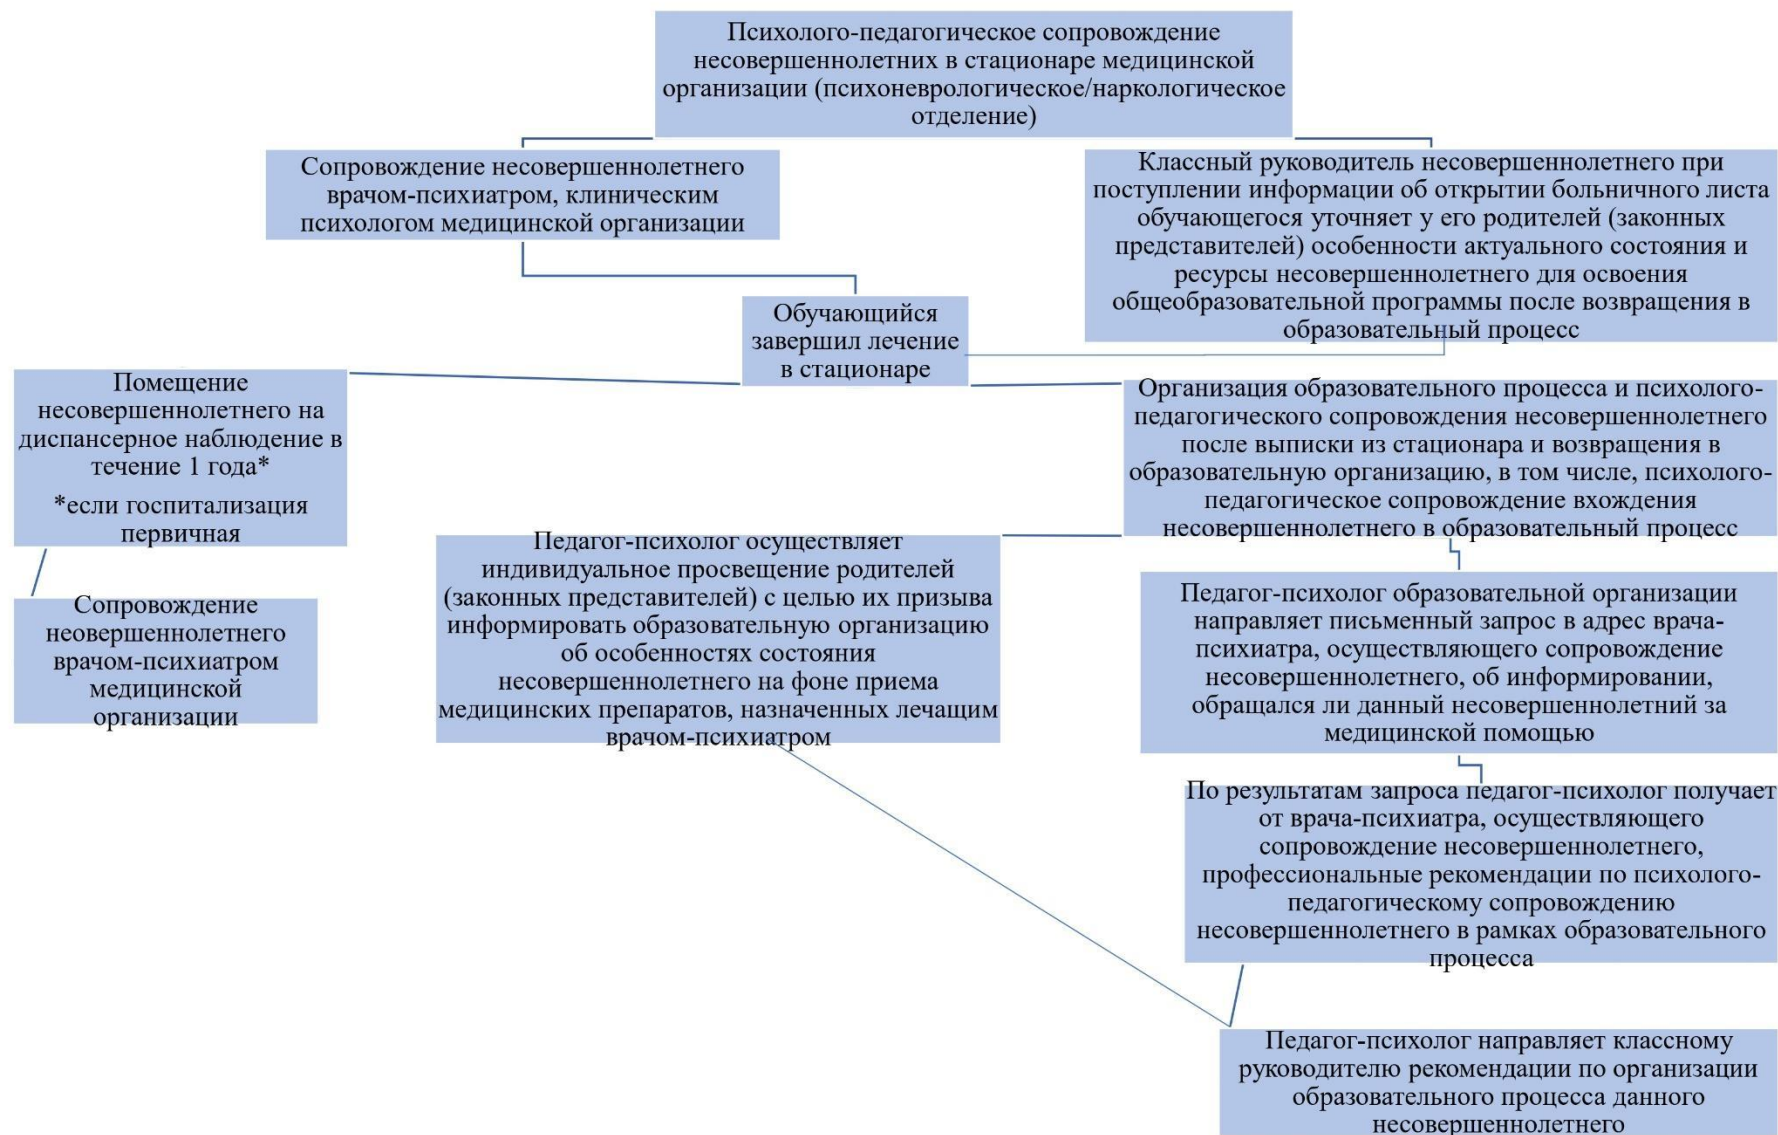 Психолого-педагогическое сопровождение
несовершеннолетних в стационаре медицинской
организации (психоневрологическое/наркологическое
отделение)
Сопровождение несовершеннолетнего
врачом-психиатром, клиническим
психологом медицинской организации
Классный руководитель несовершеннолетнего при
поступлении информации об открытии больничного листа
обучающегося уточняет у его родителей (законных
представителей) особенности актуального состояния и
ресурсы несовершеннолетнего для освоения
общеобразовательной программы после возвращения в
образовательный процесс
Обучающийся
завершил лечение
в стационаре
Помещение
несовершеннолетнего на
диспансерное наблюдение в
течение 1 года*
*если госпитализация
первичная
Организация образовательного процесса и психолого-
педагогического сопровождения несовершеннолетнего
после выписки из стационара и возвращения в
образовательную организацию, в том числе, психолого-
педагогическое сопровождение вхождения
несовершеннолетнего в образовательный процесс
Сопровождение
неовершеннолетнего
врачом-психиатром
медицинской
организации
Педагог-психолог осуществляет
индивидуальное просвещение родителей
(законных представителей) с целью их призыва
информировать образовательную организацию
об особенностях состояния
несовершеннолетнего на фоне приема
медицинских препаратов, назначенных лечащим
врачом-психиатром
Педагог-психолог образовательной организации
направляет письменный запрос в адрес врача-
психиатра, осуществляющего сопровождение
несовершеннолетнего, об информировании,
обращался ли данный несовершеннолетний за
медицинской помощью
По результатам запроса педагог-психолог получает
от врача-психиатра, осуществляющего
сопровождение несовершеннолетнего,
профессиональные рекомендации по психолого-
педагогическому сопровождению
несовершеннолетнего в рамках образовательного
процесса
Педагог-психолог направляет классному
руководителю рекомендации по организации
образовательного процесса данного
несовершеннолетнего